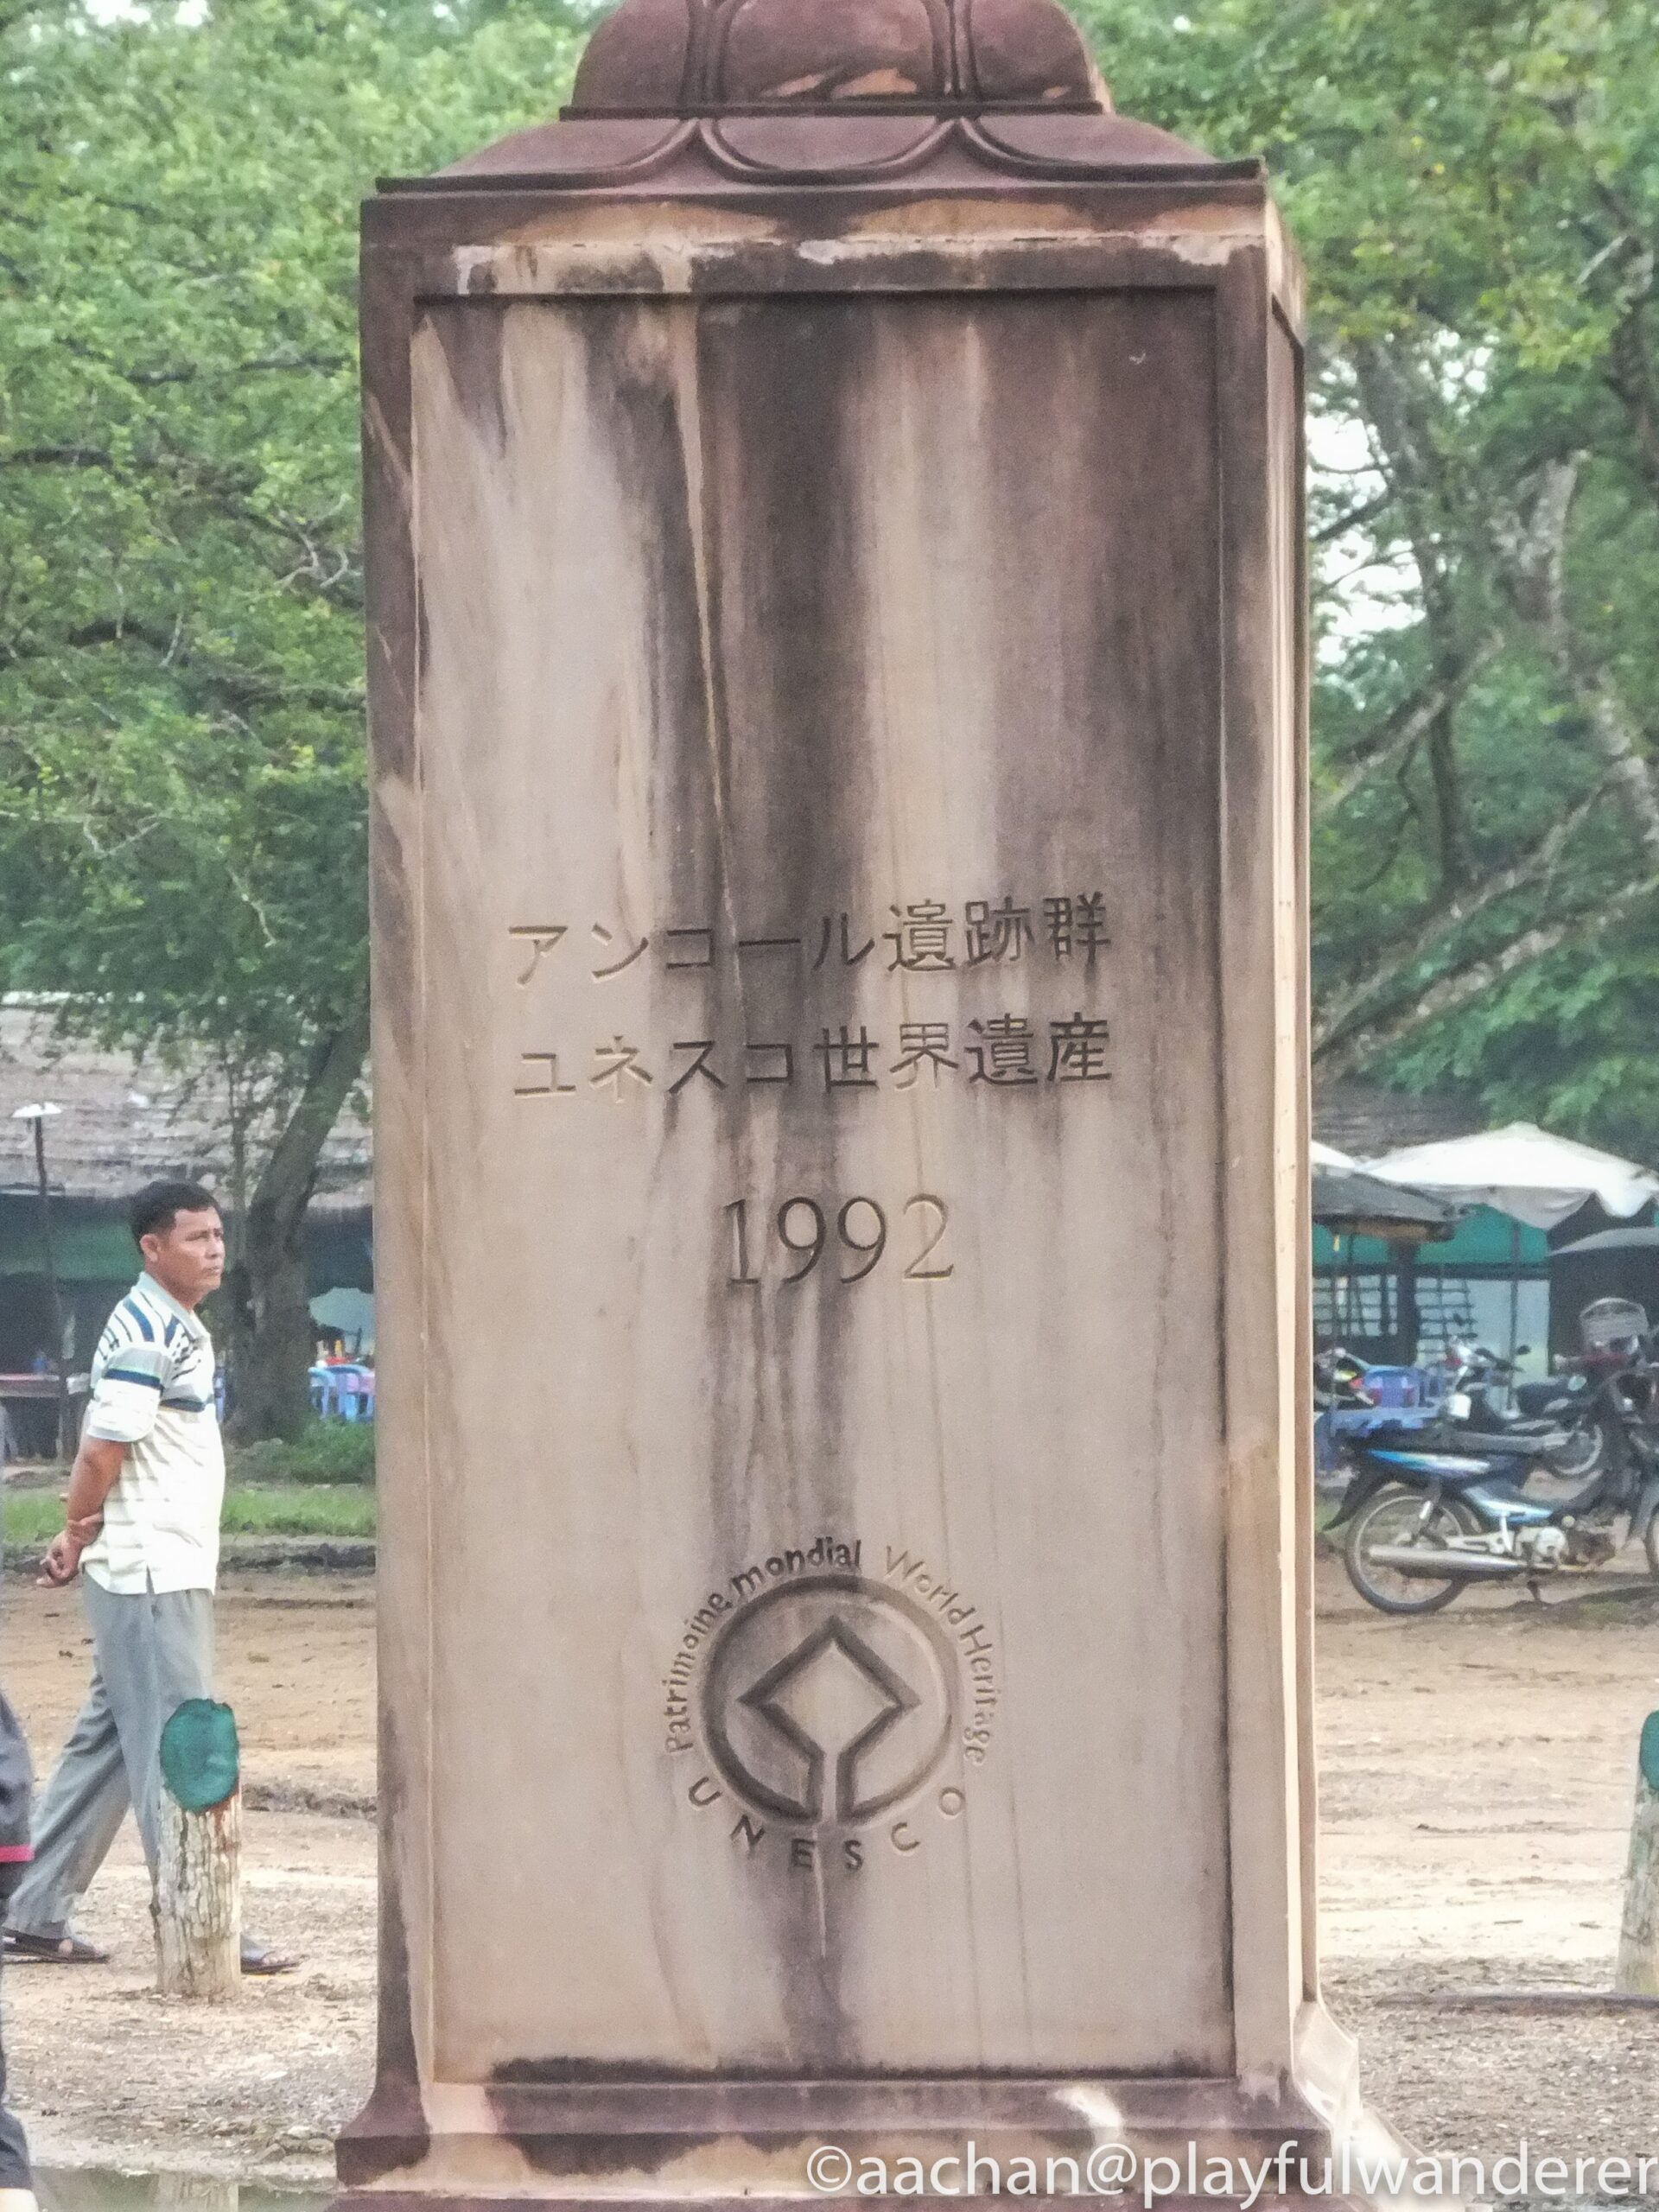 アンコール遺跡群
ユネスコ世界遺産
1992
Patrimoine mondial World Heritage
UNESCO
©aachan@playfulwanderer